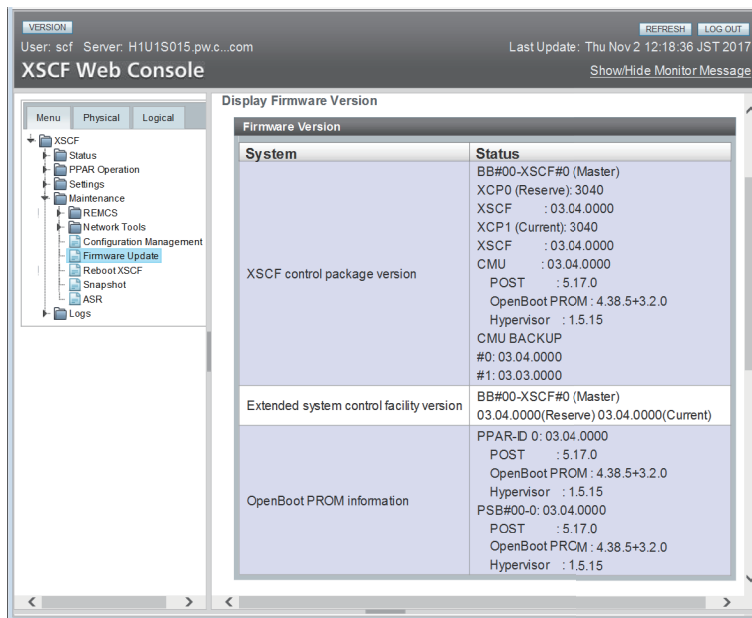 VERSION
REFRESH LOG OUT
User: scf Server: H1U1S015.pw.c...com
Last Update: Thu Nov 2 12:18:36 JST 2017
XSCF Web Console
Show/Hide Monitor Message
Menu Physical Logical
XSCF
Status
PPAR Operation
Settings
Maintenance
REMCS
Network Tools
Configuration Management
Firmware Update
Reboot XSCF
Snapshot
ASR
Logs
Display Firmware Version
Firmware Version
System Status
XSCF control package version
BB#00-XSCF#0 (Master)
XCP0 (Reserve): 3040
XSCF : 03.04.0000
XCP1 (Current): 3040
XSCF : 03.04.0000
CMU : 03.04.0000
POST : 5.17.0
OpenBoot PROM : 4.38.5+3.2.0
Hypervisor : 1.5.15
CMU BACKUP
#0: 03.04.0000
#1: 03.03.0000
Extended system control facility version
BB#00-XSCF#0 (Master)
03.04.0000(Reserve) 03.04.0000(Current)
OpenBoot PROM information
PPAR-ID 0: 03.04.0000
POST : 5.17.0
OpenBoot PROM : 4.38.5+3.2.0
Hypervisor : 1.5.15
PSB#00-0: 03.04.0000
POST : 5.17.0
OpenBoot PROM : 4.38.5+3.2.0
Hypervisor : 1.5.15